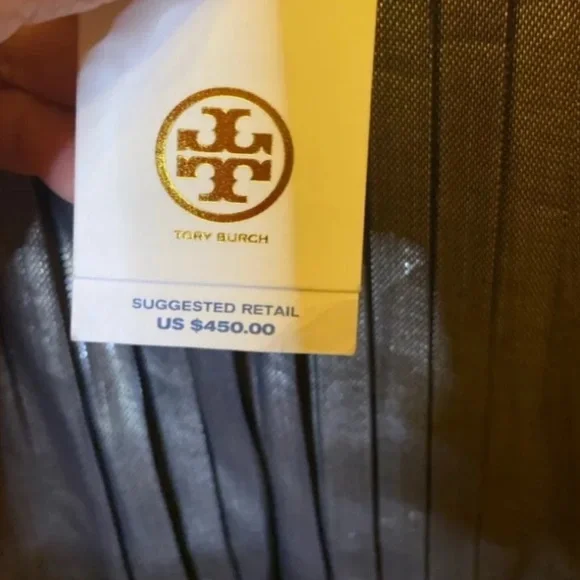 TORY BURCH
SUGGESTED RETAIL
US $450.00